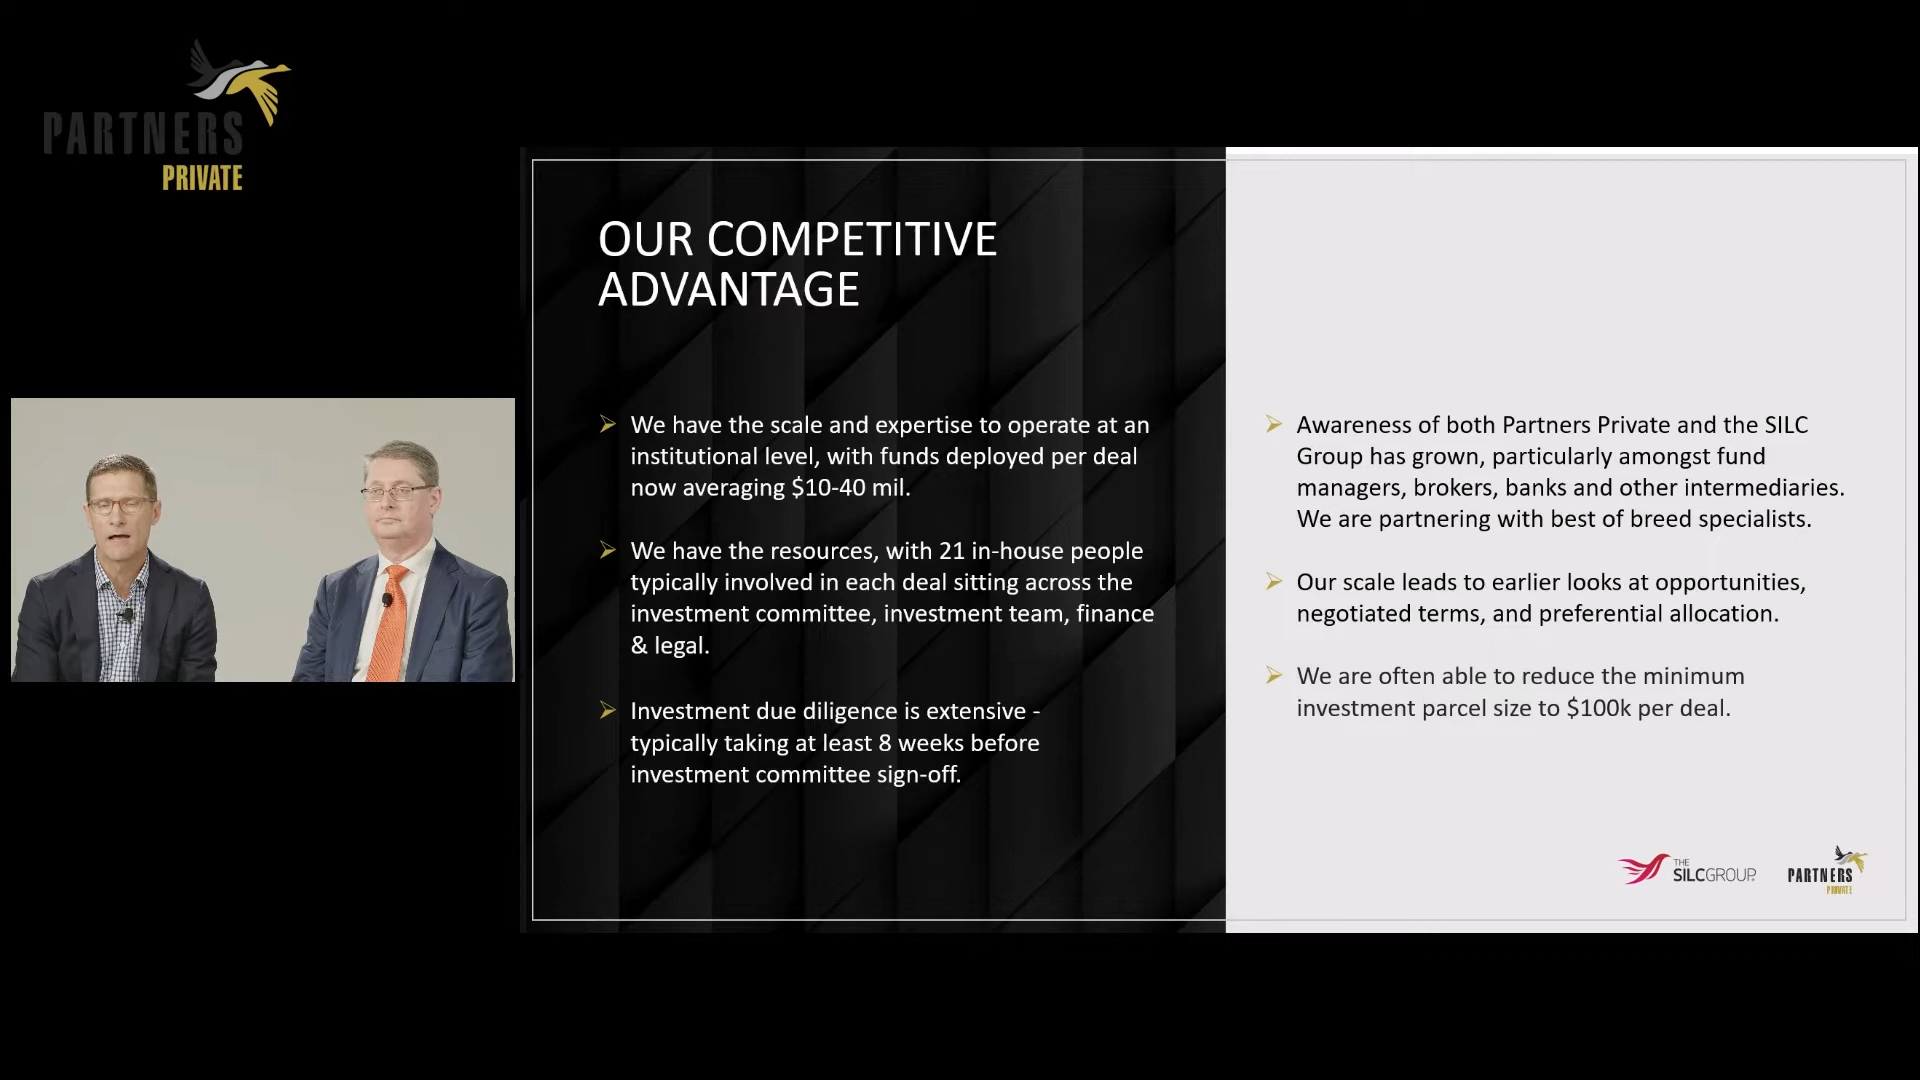 PARTNERS
PRIVATE
OUR COMPETITIVE
ADVANTAGE
We have the scale and expertise to operate at an
institutional level, with funds deployed per deal
now averaging $10-40 mil.
We have the resources, with 21 in-house people
typically involved in each deal sitting across the
investment committee, investment team, finance
& legal.
Investment due diligence is extensive -
typically taking at least 8 weeks before
investment committee sign-off.
Awareness of both Partners Private and the SILC
Group has grown, particularly amongst fund
managers, brokers, banks and other intermediaries.
We are partnering with best of breed specialists.
Our scale leads to earlier looks at opportunities,
negotiated terms, and preferential allocation.
We are often able to reduce the minimum
investment parcel size to $100k per deal.
THE
SILCGROUP
PARTNERS
PRIVATE